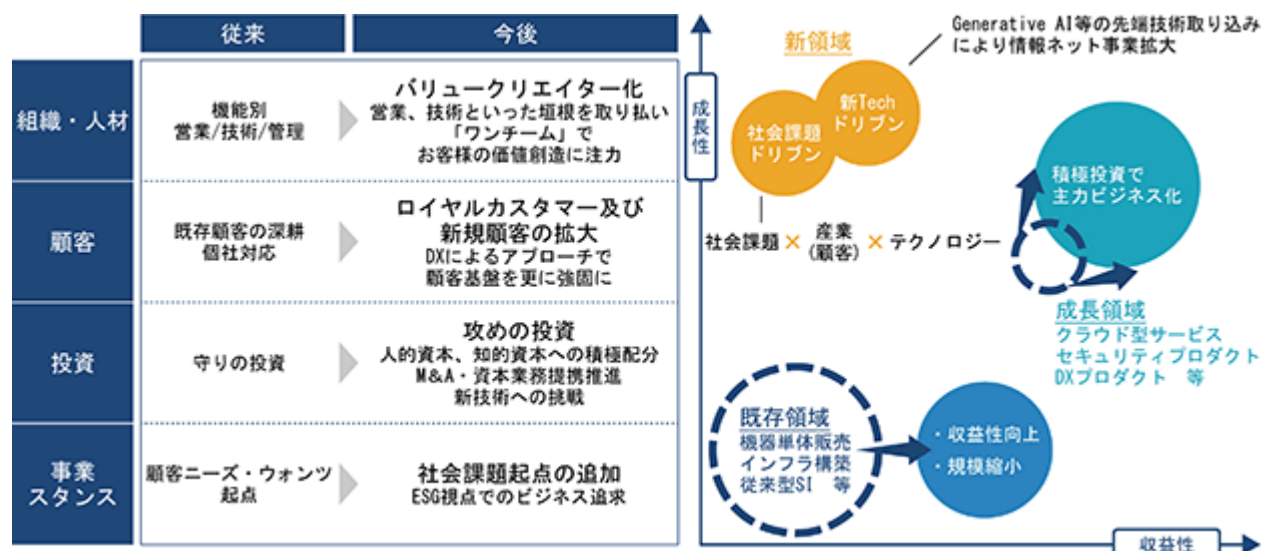 従来
今後
組織・人材
機能別
営業/技術/管理
バリュークリエイター化
営業、技術といった垣根を取り払い
「ワンチーム」で
お客様の価値創造に注力
顧客
既存顧客の深耕
個社対応
ロイヤルカスタマー及び
新規顧客の拡大
DXによるアプローチで
顧客基盤を更に強固に
投資
守りの投資
攻めの投資
人的資本、知的資本への積極配分
M&A・資本業務提携推進
新技術への挑戦
事業
スタンス
顧客ニーズ・ウォンツ
起点
社会課題起点の追加
ESG視点でのビジネス追求
成長性
新領域
Generative AI等の先端技術取り込み
により情報ネット事業拡大
新Tech
ドリブン
社会課題
ドリブン
社会課題 × 産業(顧客) × テクノロジー
積極投資で
主力ビジネス化
成長領域
クラウド型サービス
セキュリティプロダクト
DXプロダクト 等
既存領域
機器単体販売
インフラ構築
従来型SI 等
・収益性向上
・規模縮小
収益性